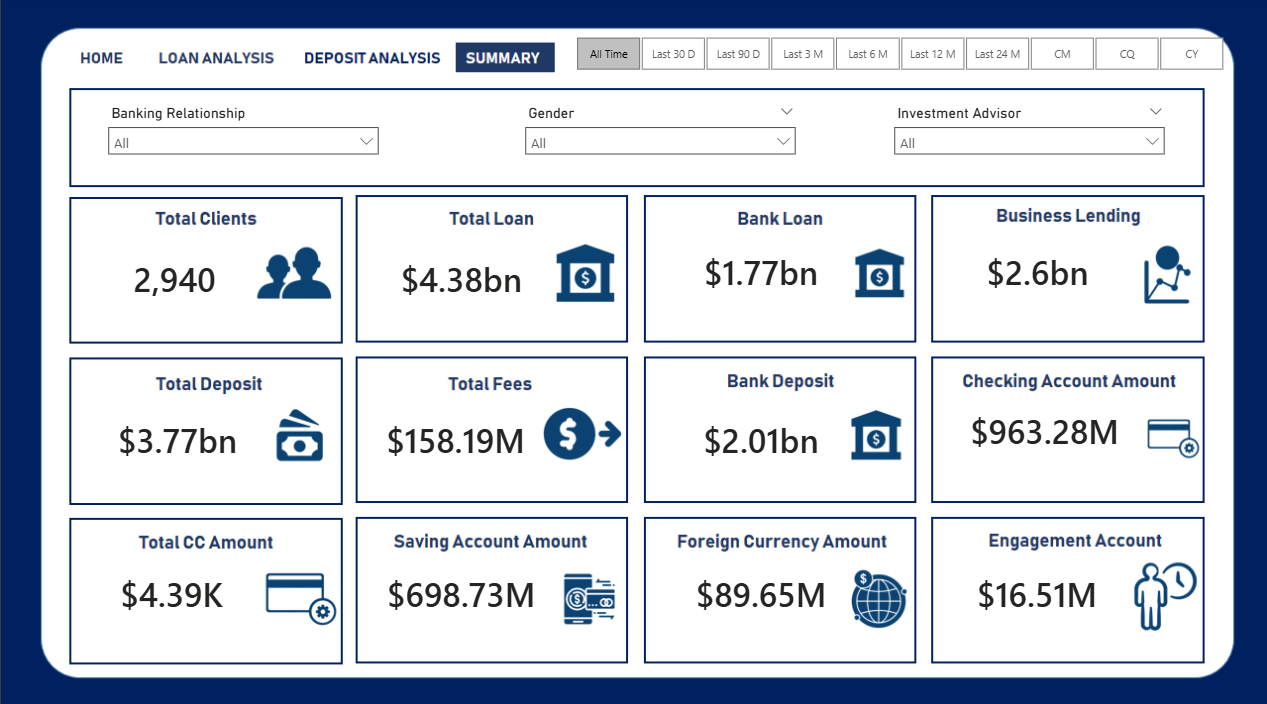 HOME LOAN ANALYSIS DEPOSIT ANALYSIS SUMMARY All Time Last 30 D Last 90 D Last 3 M Last 6 M Last 12 M Last 24 M CM CQ CY
Banking Relationship Gender Investment Advisor
All All All
Total Clients Total Loan Bank Loan Business Lending
2,940 $4.38bn $1.77bn $2.6bn
Total Deposit Total Fees Bank Deposit Checking Account Amount
$3.77bn $158.19M $2.01bn $963.28M
Total CC Amount Saving Account Amount Foreign Currency Amount Engagement Account
$4.39K $698.73M $89.65M $16.51M